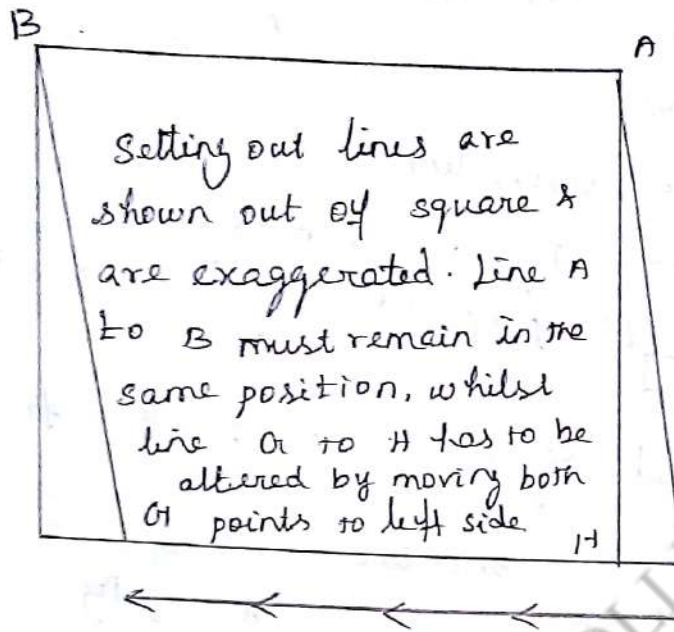 B
A
Setting out lines are
shown out of square &
are exaggerated. Line A
to B must remain in the
same position, whilst
line G to H has to be
altered by moving both
G points to left side
H